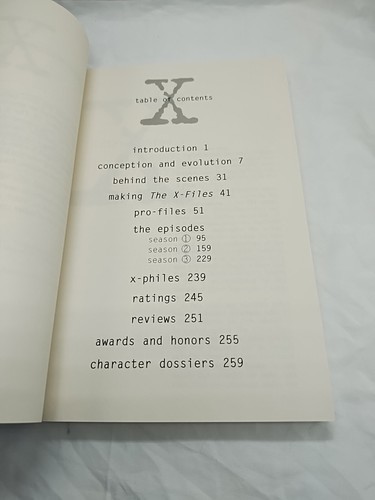 X
table of contents
introduction 1
conception and evolution 7
behind the scenes 31
making The X-Files 41
pro-files 51
the episodes
season ① 95
season ② 159
season ③ 229
x-philes 239
ratings 245
reviews 251
awards and honors 255
character dossiers 259